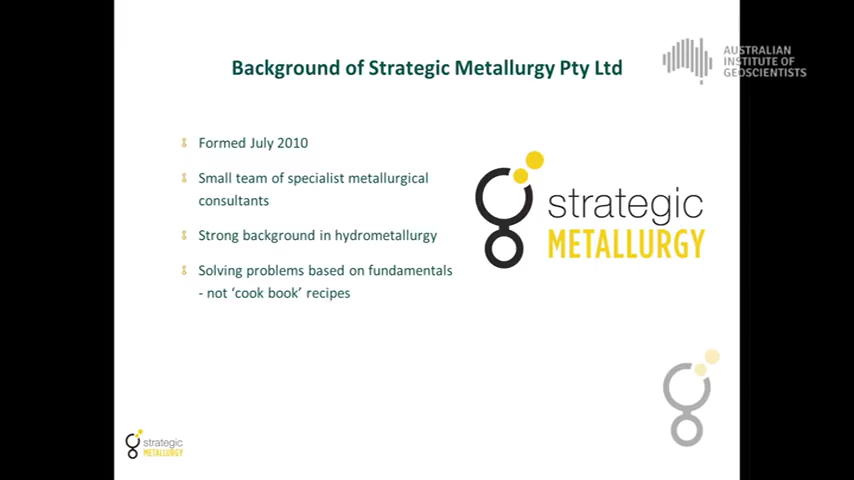 Background of Strategic Metallurgy Pty Ltd
AUSTRALIAN
INSTITUTE OF
GEOSCIENTISTS
Formed July 2010
Small team of specialist metallurgical
consultants
Strong background in hydrometallurgy
Solving problems based on fundamentals
- not ‘cook book’ recipes
strategic
METALLURGY
strategic
METALLURGY